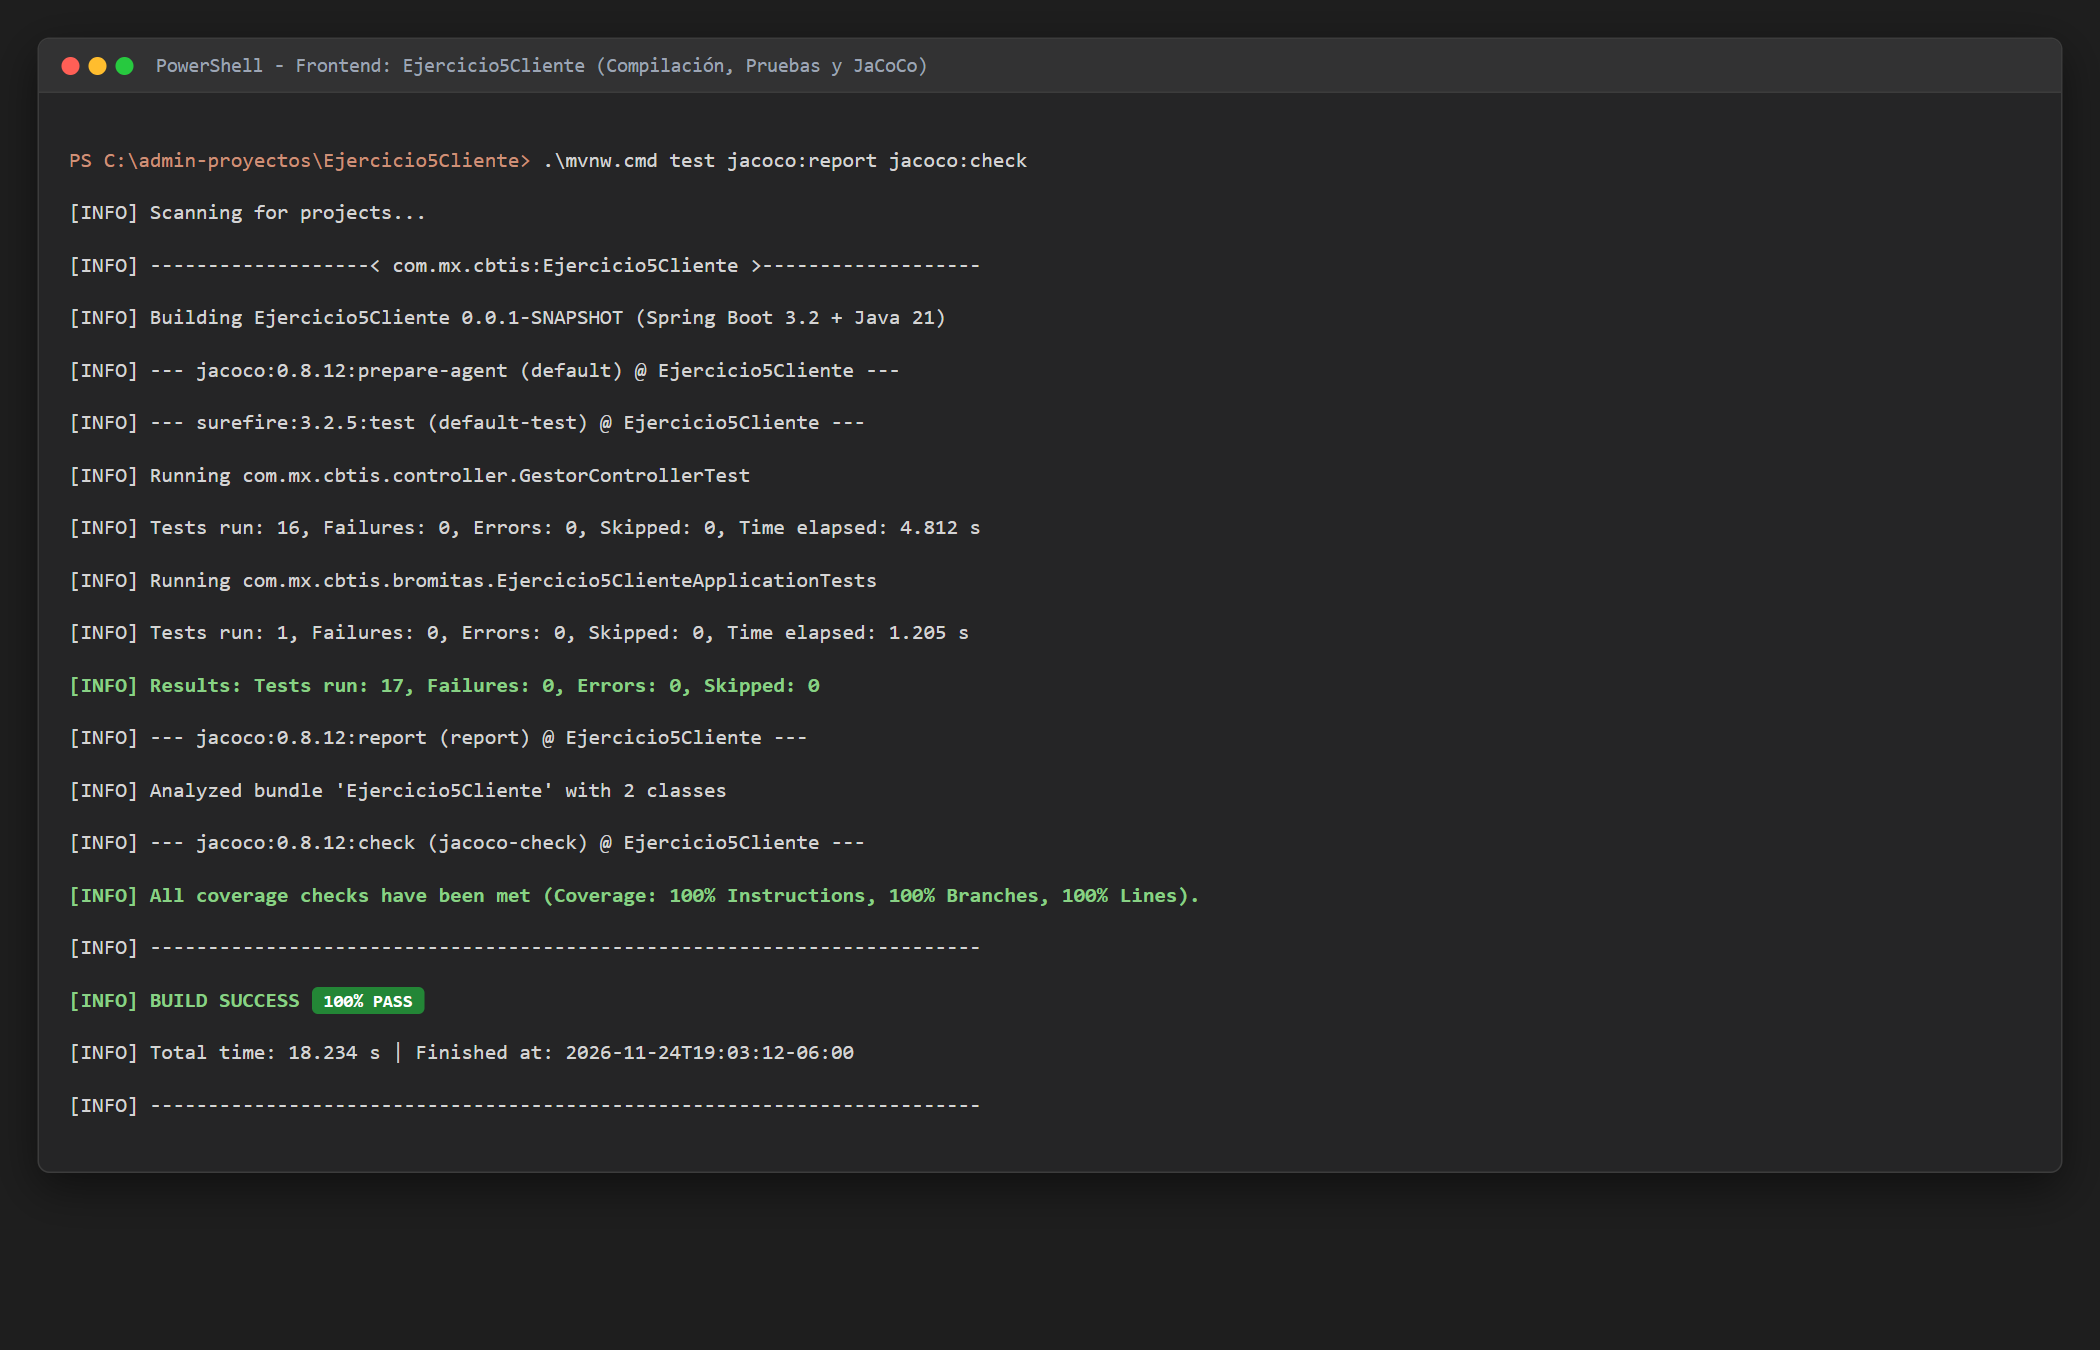 PowerShell - Frontend: Ejercicio5Cliente (Compilación, Pruebas y JaCoCo)
PS C:\admin-proyectos\Ejercicio5Cliente> .\mvnw.cmd test jacoco:report jacoco:check
[INFO] Scanning for projects...
[INFO] -------------------< com.mx.cbtis:Ejercicio5Cliente >-------------------
[INFO] Building Ejercicio5Cliente 0.0.1-SNAPSHOT (Spring Boot 3.2 + Java 21)
[INFO] --- jacoco:0.8.12:prepare-agent (default) @ Ejercicio5Cliente ---
[INFO] --- surefire:3.2.5:test (default-test) @ Ejercicio5Cliente ---
[INFO] Running com.mx.cbtis.controller.GestorControllerTest
[INFO] Tests run: 16, Failures: 0, Errors: 0, Skipped: 0, Time elapsed: 4.812 s
[INFO] Running com.mx.cbtis.bromitas.Ejercicio5ClienteApplicationTests
[INFO] Tests run: 1, Failures: 0, Errors: 0, Skipped: 0, Time elapsed: 1.205 s
[INFO] Results: Tests run: 17, Failures: 0, Errors: 0, Skipped: 0
[INFO] --- jacoco:0.8.12:report (report) @ Ejercicio5Cliente ---
[INFO] Analyzed bundle 'Ejercicio5Cliente' with 2 classes
[INFO] --- jacoco:0.8.12:check (jacoco-check) @ Ejercicio5Cliente ---
[INFO] All coverage checks have been met (Coverage: 100% Instructions, 100% Branches, 100% Lines).
[INFO] ------------------------------------------------------------------------
[INFO] BUILD SUCCESS 100% PASS
[INFO] Total time: 18.234 s | Finished at: 2026-11-24T19:03:12-06:00
[INFO] ------------------------------------------------------------------------